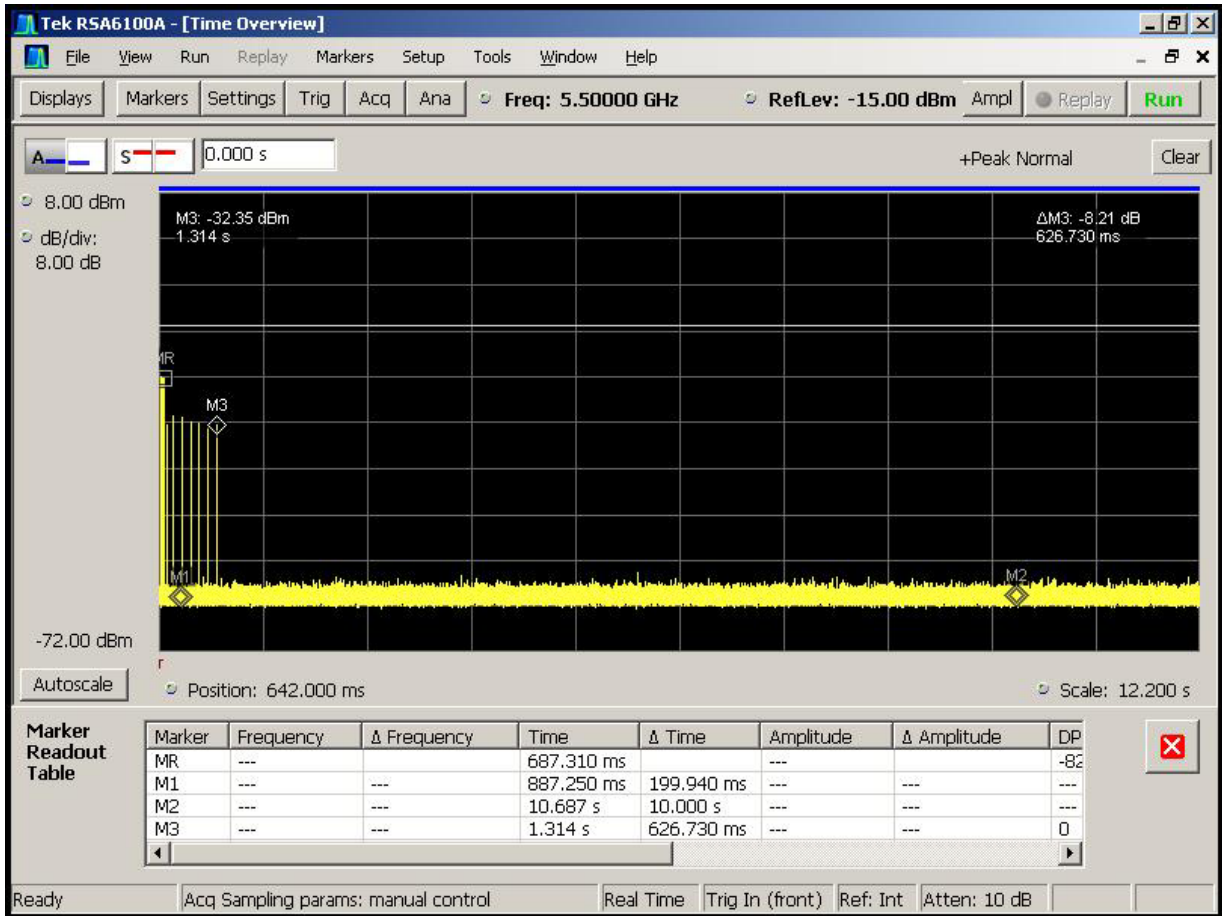 Tek RSA6100A - [Time Overview]
File View Run Replay Markers Setup Tools Window Help
Displays Markers Settings Trig Acq Ana Freq: 5.50000 GHz RefLev: -15.00 dBm Ampl Replay Run
A S 0.000 s +Peak Normal Clear
8.00 dBm
dB/div:
8.00 dB
M3: -32.35 dBm
1.314 s
ΔM3: -8.21 dB
626.730 ms
MR
M3
M1
M2
-72.00 dBm
r
Autoscale Position: 642.000 ms Scale: 12.200 s
Marker Readout Table
Marker Frequency Δ Frequency Time Δ Time Amplitude Δ Amplitude DP
MR --- 687.310 ms --- -82
M1 --- --- 887.250 ms 199.940 ms --- --- ---
M2 --- --- 10.687 s 10.000 s --- --- ---
M3 --- --- 1.314 s 626.730 ms --- --- 0
Ready Acq Sampling params: manual control Real Time Trig In (front) Ref: Int Atten: 10 dB